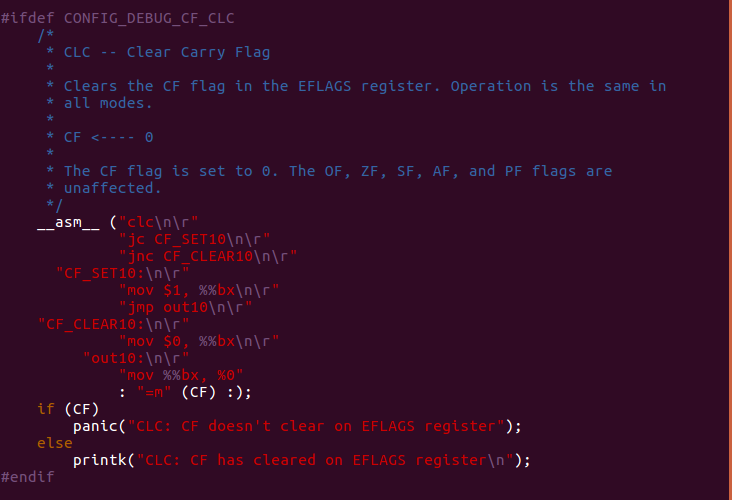 #ifdef CONFIG_DEBUG_CF_CLC
    /*
     * CLC -- Clear Carry Flag
     *
     * Clears the CF flag in the EFLAGS register. Operation is the same in
     * all modes.
     *
     * CF <---- 0
     *
     * The CF flag is set to 0. The OF, ZF, SF, AF, and PF flags are
     * unaffected.
     */
    __asm__ ("clc\n\r"
             "jc CF_SET10\n\r"
             "jnc CF_CLEAR10\n\r"
      "CF_SET10:\n\r"
             "mov $1, %%bx\n\r"
             "jmp out10\n\r"
    "CF_CLEAR10:\n\r"
             "mov $0, %%bx\n\r"
         "out10:\n\r"
             "mov %%bx, %0"
             : "=m" (CF) :);
    if (CF)
        panic("CLC: CF doesn't clear on EFLAGS register");
    else
        printk("CLC: CF has cleared on EFLAGS register\n");
#endif